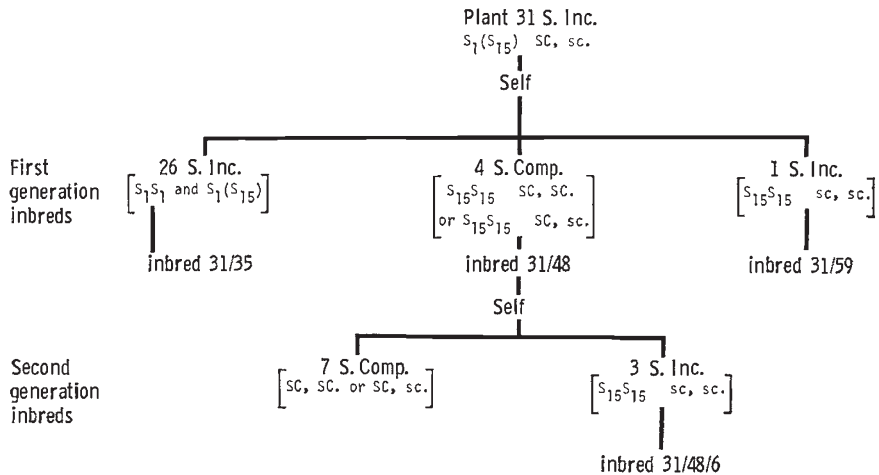 Plant 31 S. Inc.
S₁(S₁₅) SC, sc.
Self
First
generation
inbreds
26 S. Inc.
[S₁S₁ and S₁(S₁₅)]
inbred 31/35
4 S. Comp.
[S₁₅S₁₅ SC, SC.
or S₁₅S₁₅ SC, sc.]
inbred 31/48
1 S. Inc.
[S₁₅S₁₅ sc, sc.]
inbred 31/59
Self
Second
generation
inbreds
7 S. Comp.
[SC, SC. or SC, sc.]
3 S. Inc.
[S₁₅S₁₅ sc, sc.]
inbred 31/48/6